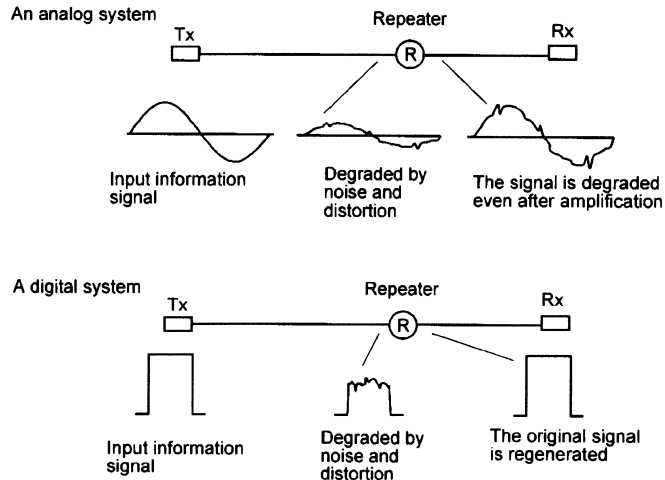 An analog system
Repeater
Tx
Rx
R
Input information
signal
Degraded by
noise and
distortion
The signal is degraded
even after amplification
A digital system
Repeater
Tx
Rx
R
Input information
signal
Degraded by
noise and
distortion
The original signal
is regenerated